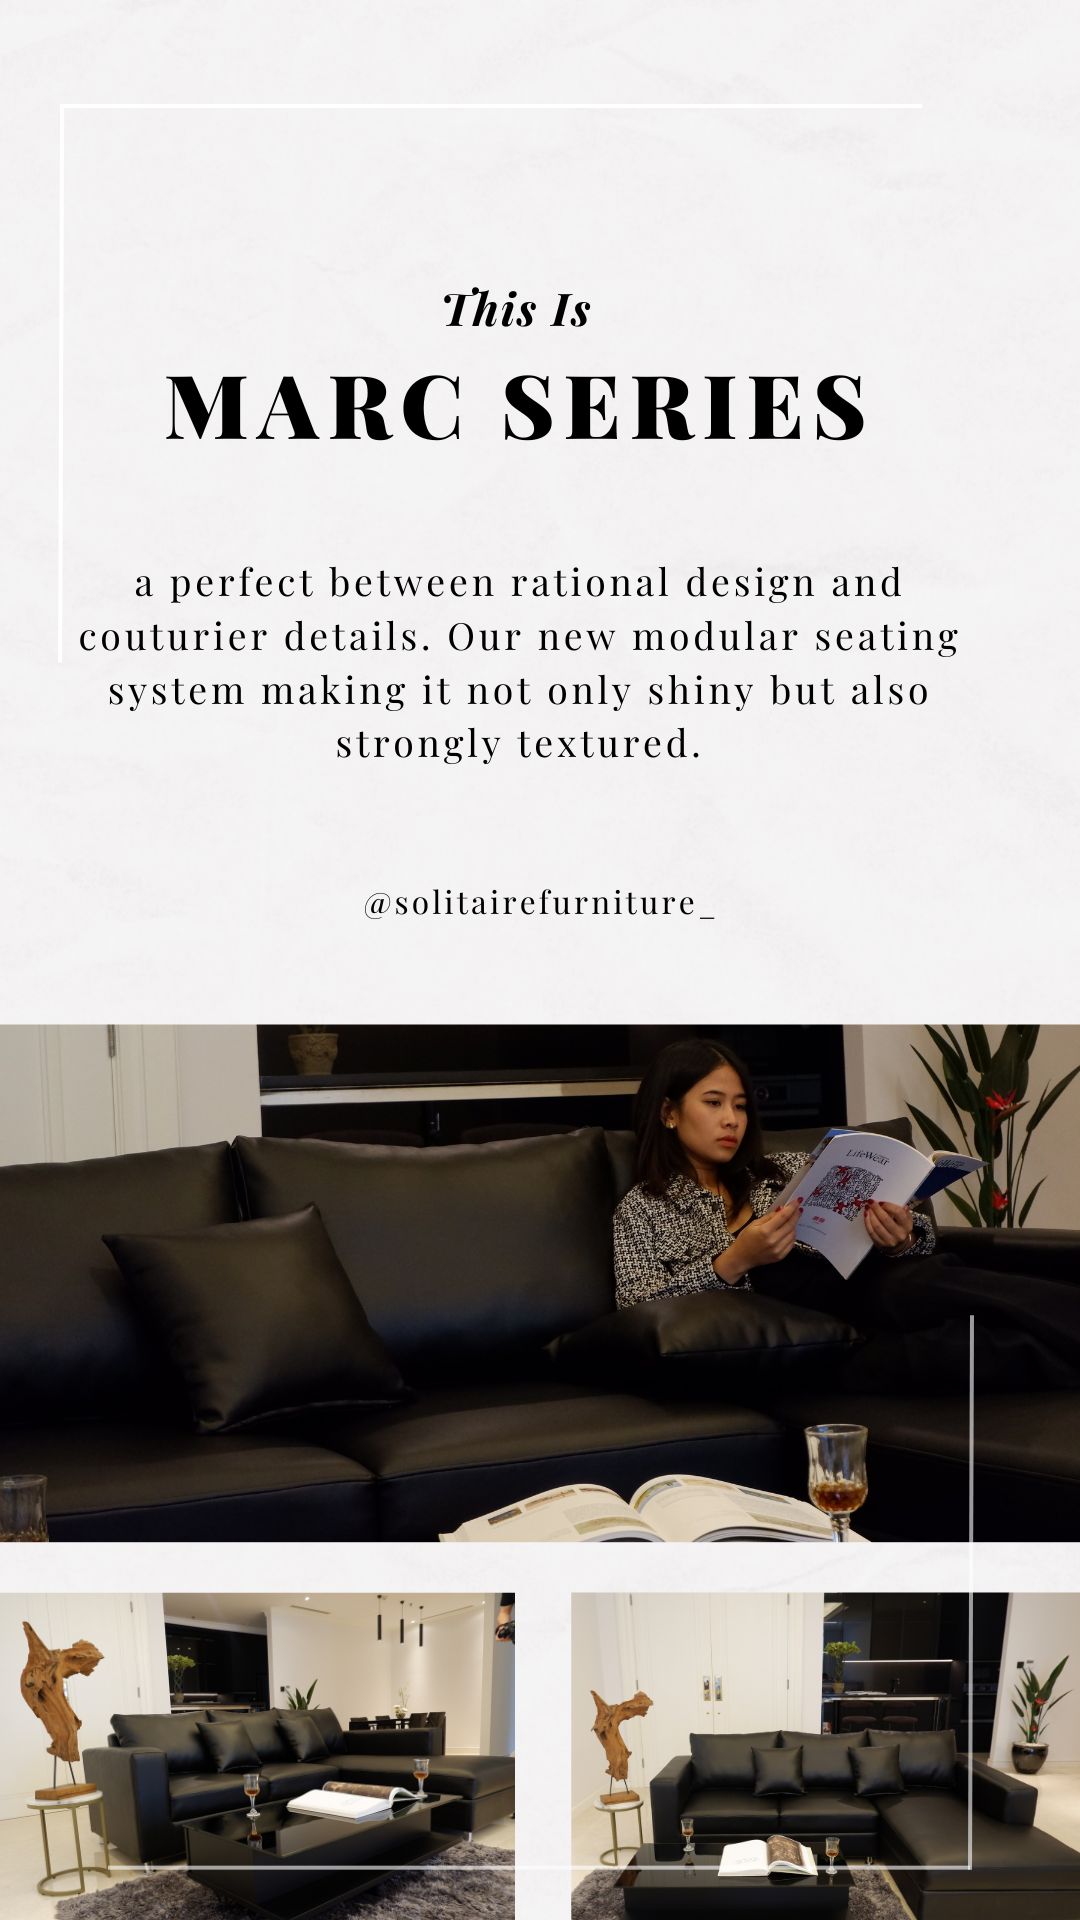 This Is
MARC SERIES
a perfect between rational design and
couturier details. Our new modular seating
system making it not only shiny but also
strongly textured.
@solitairefurniture_
LifeWear